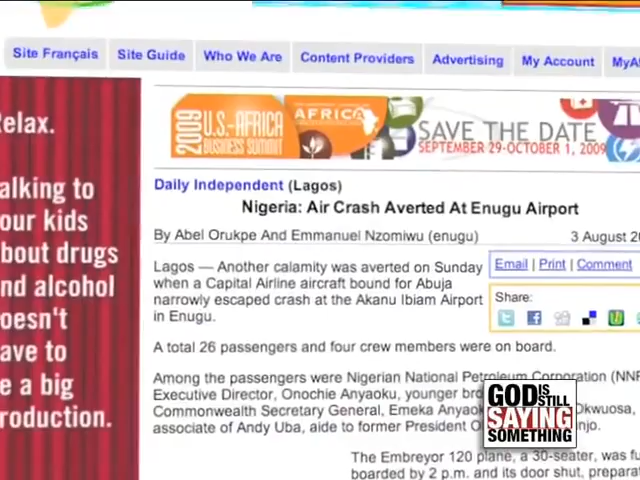 Site Français
Site Guide
Who We Are
Content Providers
Advertising
My Account
2009
U.S.-AFRICA
BUSINESS SUMMIT
AFRICA
SAVE THE DATE
SEPTEMBER 29-OCTOBER 1, 2009
elax.
alking to
our kids
bout drugs
nd alcohol
oesn't
ave to
e a big
roduction.
Daily Independent (Lagos)
Nigeria: Air Crash Averted At Enugu Airport
By Abel Orukpe And Emmanuel Nzomiwu (enugu)
3 August 20
Email | Print | Comment
Share:
Lagos — Another calamity was averted on Sunday
when a Capital Airline aircraft bound for Abuja
narrowly escaped crash at the Akanu Ibiam Airport
in Enugu.
A total 26 passengers and four crew members were on board.
Among the passengers were Nigerian National Petroleum Corporation (NNP
Executive Director, Onochie Anyaoku, younger bro
Commonwealth Secretary General, Emeka Anyaok Okwuosa,
associate of Andy Uba, aide to former President O njo.
The Embreyor 120 plane, a 30-seater, was fu
boarded by 2 p.m. and its door shut, preparat
GOD IS STILL
SAYING
SOMETHING